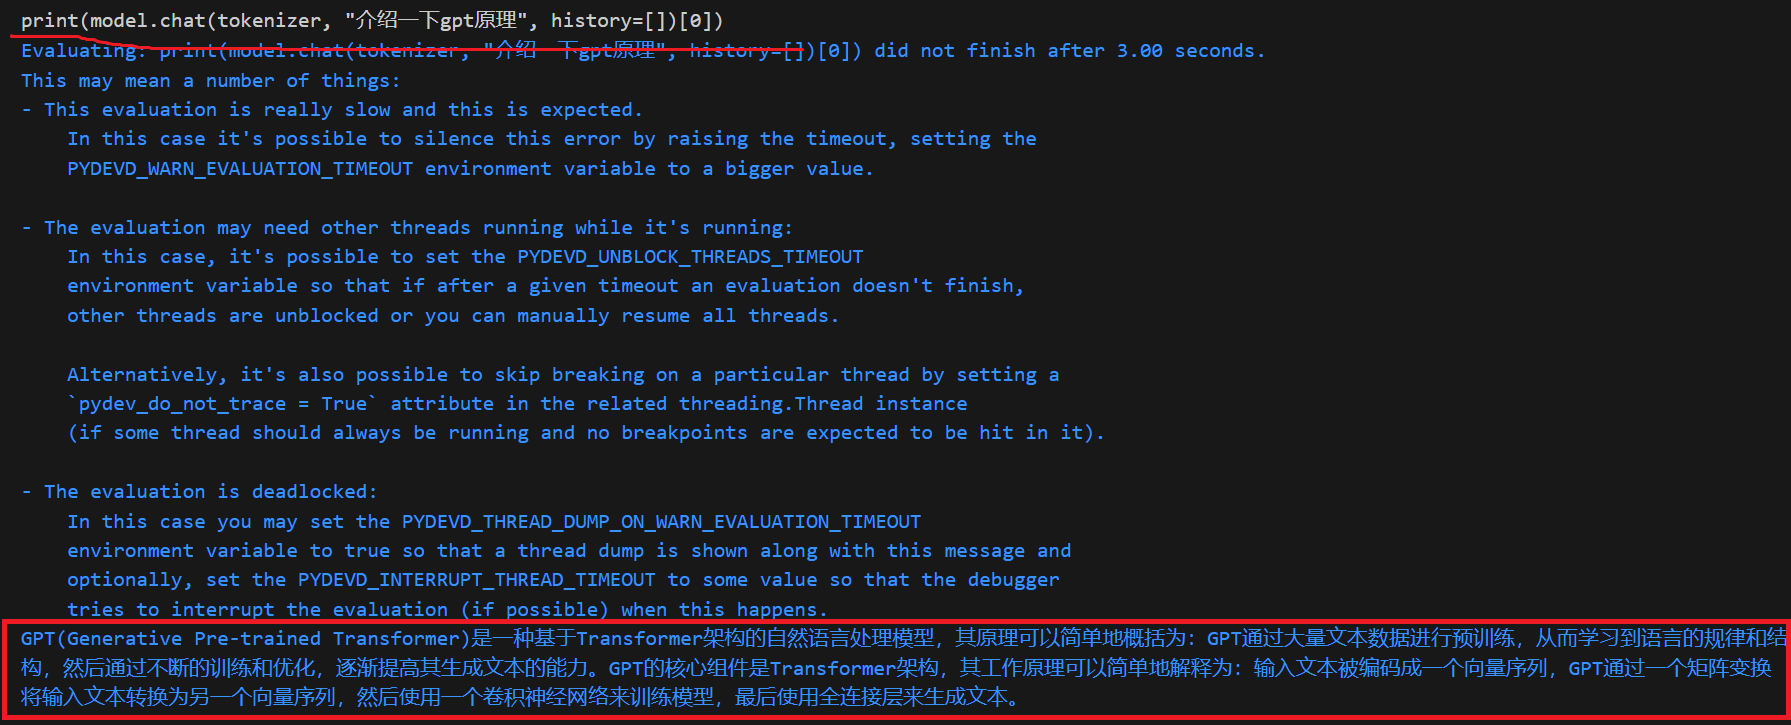 print(model.chat(tokenizer, "介绍一下gpt原理", history=[])[0])
Evaluating: print(model.chat(tokenizer, "介绍一下gpt原理", history=[])[0]) did not finish after 3.00 seconds.
This may mean a number of things:
- This evaluation is really slow and this is expected.
    In this case it's possible to silence this error by raising the timeout, setting the
    PYDEVD_WARN_EVALUATION_TIMEOUT environment variable to a bigger value.

- The evaluation may need other threads running while it's running:
    In this case, it's possible to set the PYDEVD_UNBLOCK_THREADS_TIMEOUT
    environment variable so that if after a given timeout an evaluation doesn't finish,
    other threads are unblocked or you can manually resume all threads.

    Alternatively, it's also possible to skip breaking on a particular thread by setting a
    `pydev_do_not_trace = True` attribute in the related threading.Thread instance
    (if some thread should always be running and no breakpoints are expected to be hit in it).

- The evaluation is deadlocked:
    In this case you may set the PYDEVD_THREAD_DUMP_ON_WARN_EVALUATION_TIMEOUT
    environment variable to true so that a thread dump is shown along with this message and
    optionally, set the PYDEVD_INTERRUPT_THREAD_TIMEOUT to some value so that the debugger
    tries to interrupt the evaluation (if possible) when this happens.
GPT(Generative Pre-trained Transformer)是一种基于Transformer架构的自然语言处理模型，其原理可以简单地概括为：GPT通过大量文本数据进行预训练，从而学习到语言的规律和结
构，然后通过不断的训练和优化，逐渐提高其生成文本的能力。GPT的核心组件是Transformer架构，其工作原理可以简单地解释为：输入文本被编码成一个向量序列，GPT通过一个矩阵变换
将输入文本转换为另一个向量序列，然后使用一个卷积神经网络来训练模型，最后使用全连接层来生成文本。